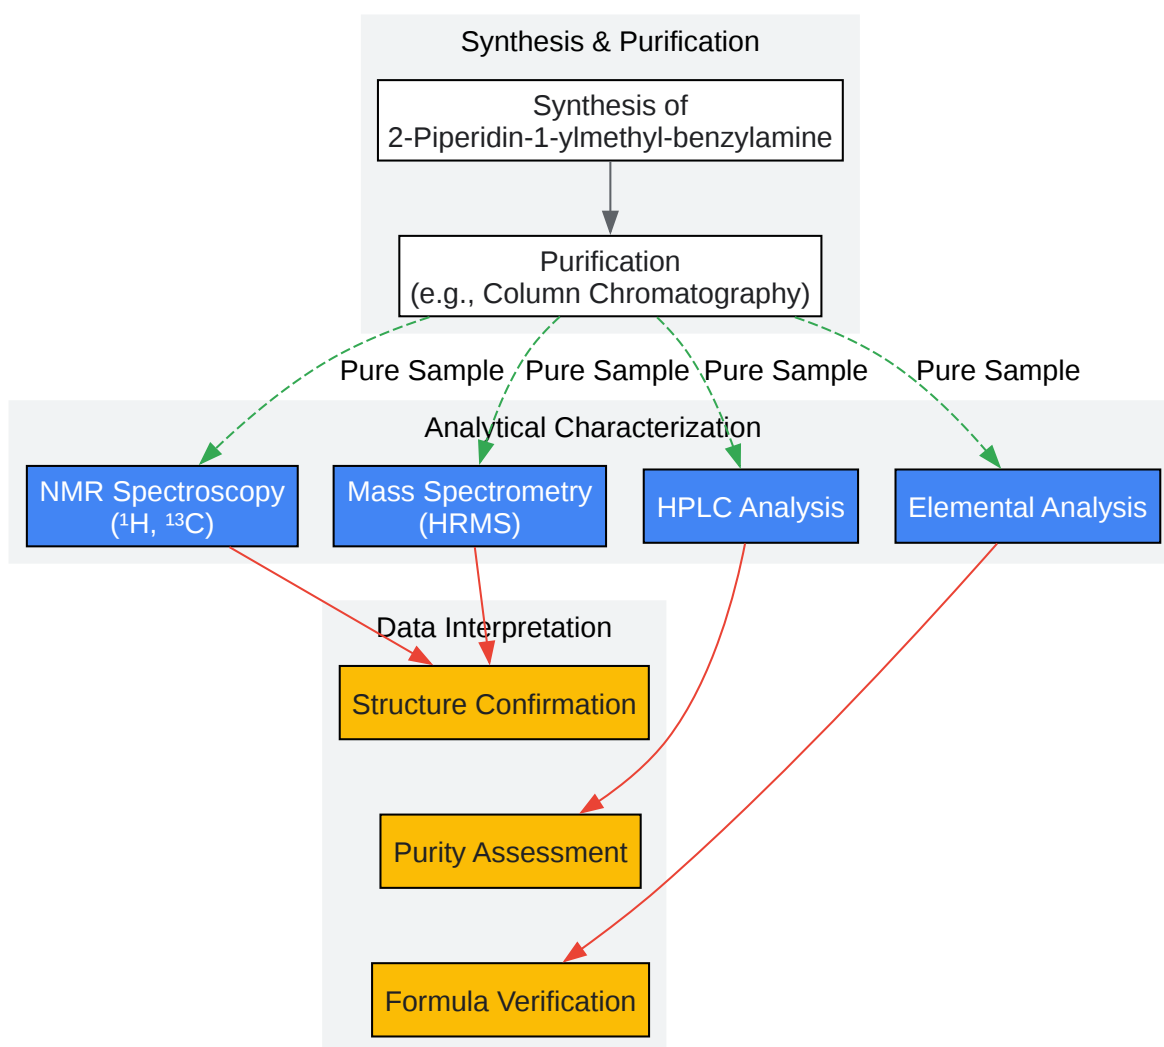 Synthesis & Purification
Synthesis of
2-Piperidin-1-ylmethyl-benzylamine
Purification
(e.g., Column Chromatography)
Pure Sample
Pure Sample
Pure Sample
Pure Sample
Analytical Characterization
NMR Spectroscopy
(¹H, ¹³C)
Mass Spectrometry
(HRMS)
HPLC Analysis
Elemental Analysis
Data Interpretation
Structure Confirmation
Purity Assessment
Formula Verification